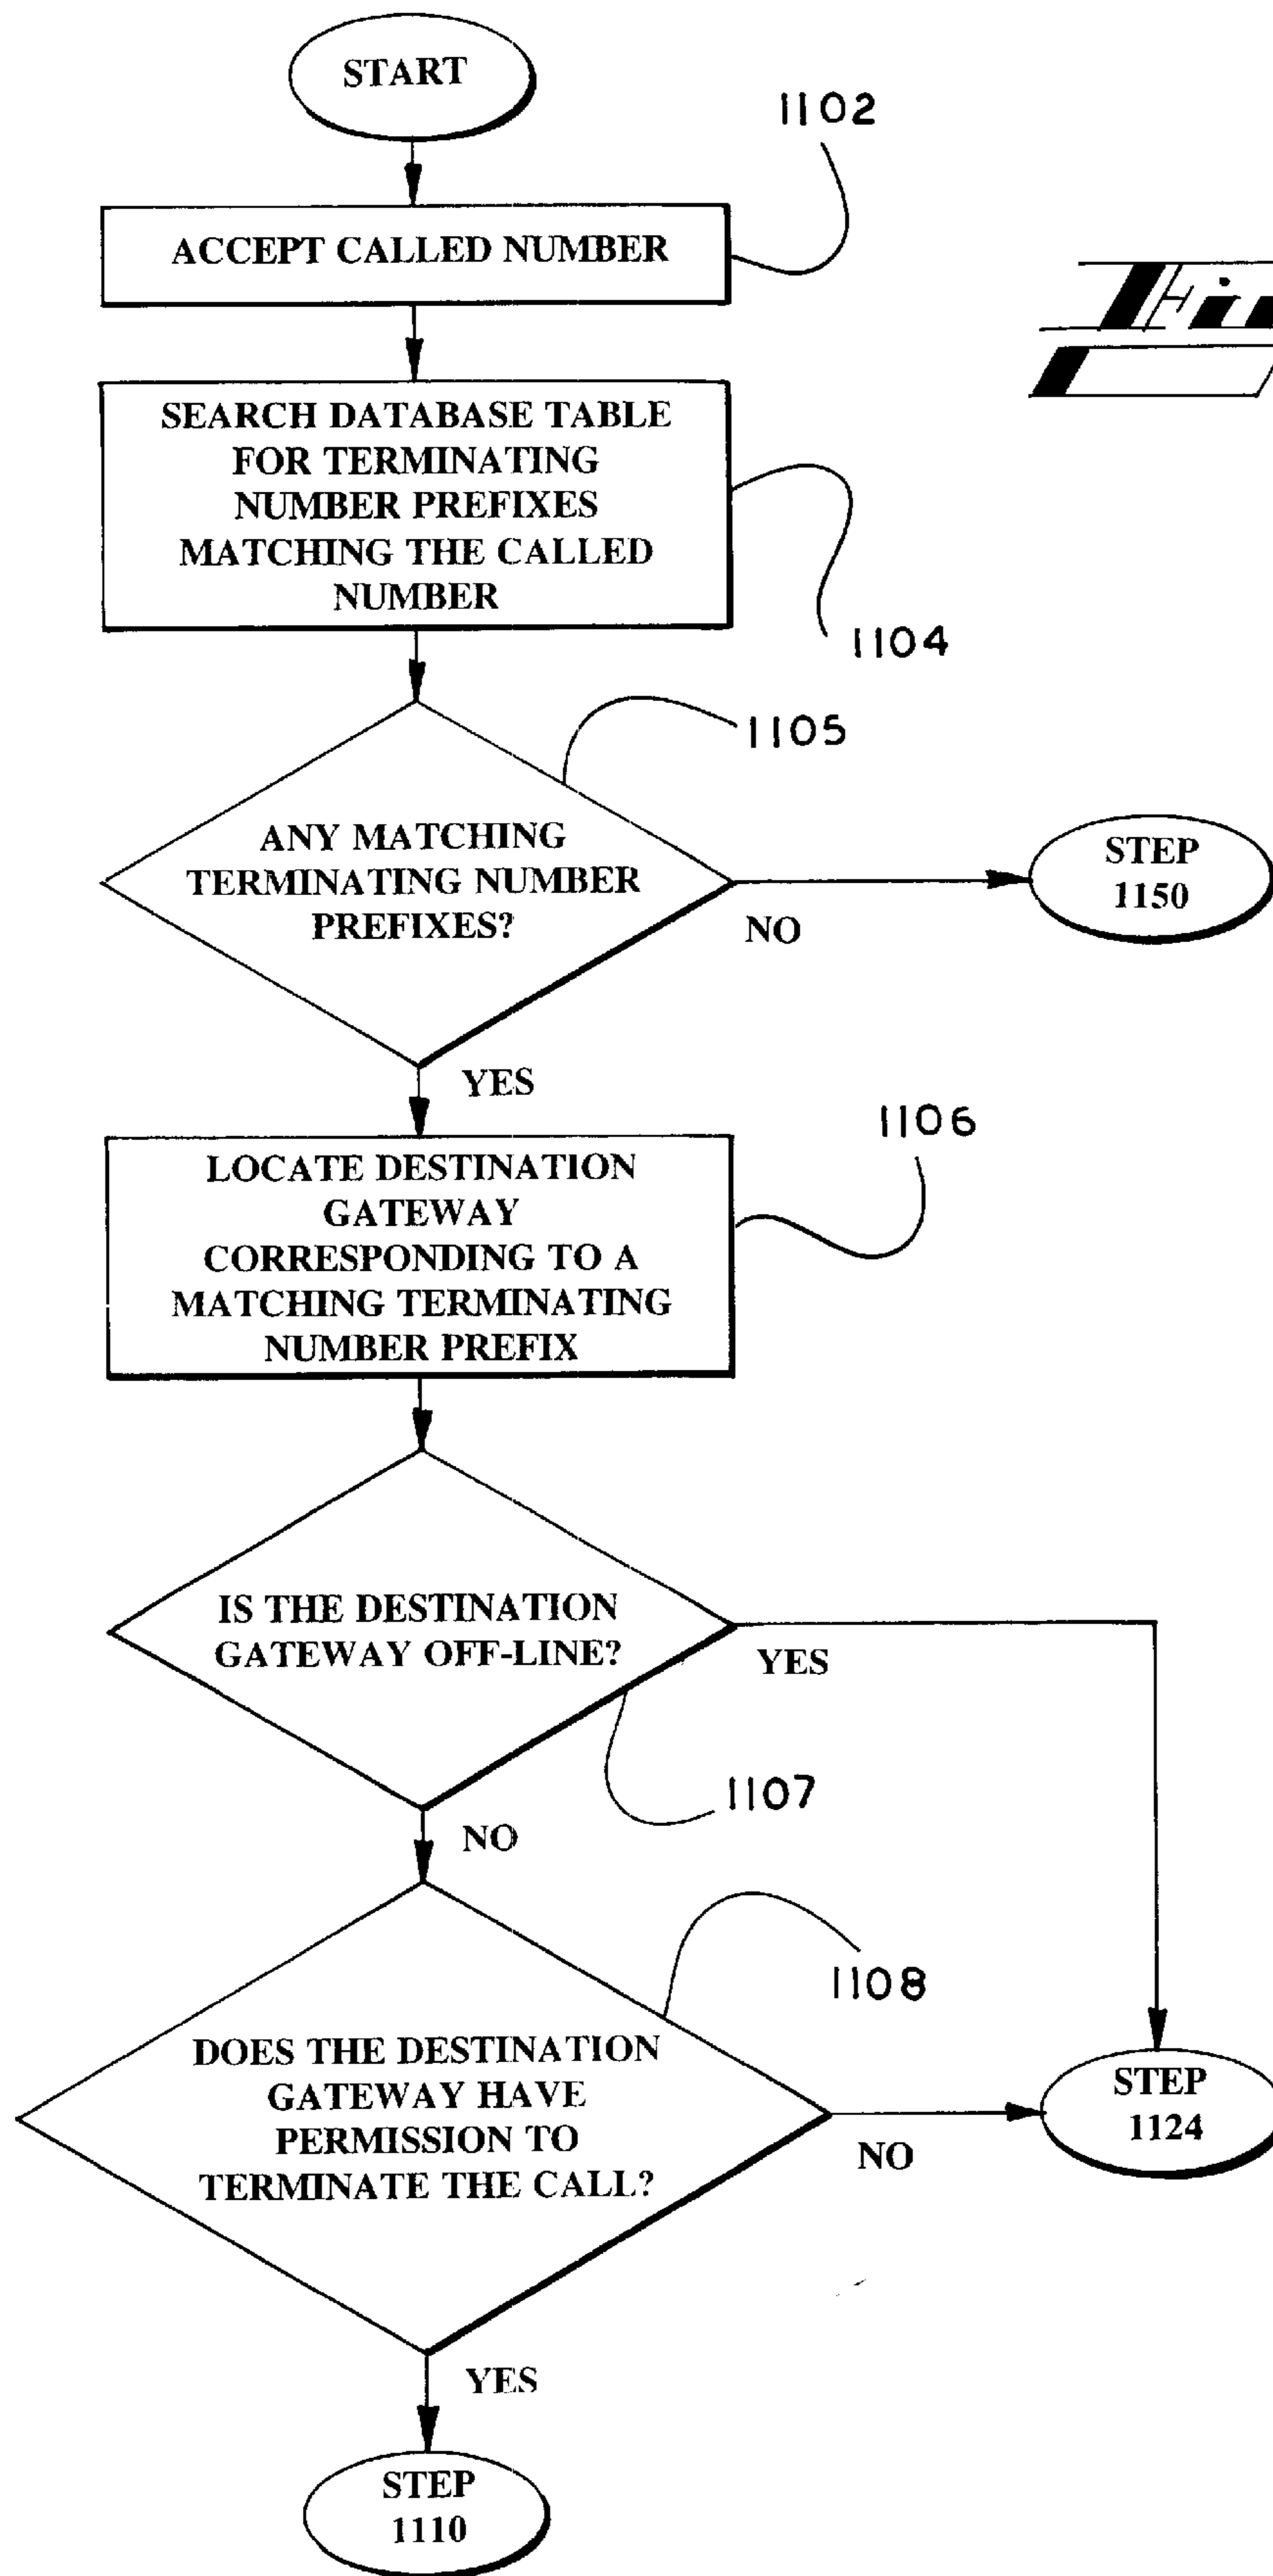 START
1102
ACCEPT CALLED NUMBER
SEARCH DATABASE TABLE
FOR TERMINATING
NUMBER PREFIXES
MATCHING THE CALLED
NUMBER
1104
1105
ANY MATCHING
TERMINATING NUMBER
PREFIXES?
NO
STEP
1150
YES
1106
LOCATE DESTINATION
GATEWAY
CORRESPONDING TO A
MATCHING TERMINATING
NUMBER PREFIX
IS THE DESTINATION
GATEWAY OFF-LINE?
YES
1107
NO
1108
DOES THE DESTINATION
GATEWAY HAVE
PERMISSION TO
TERMINATE THE CALL?
NO
STEP
1124
YES
STEP
1110